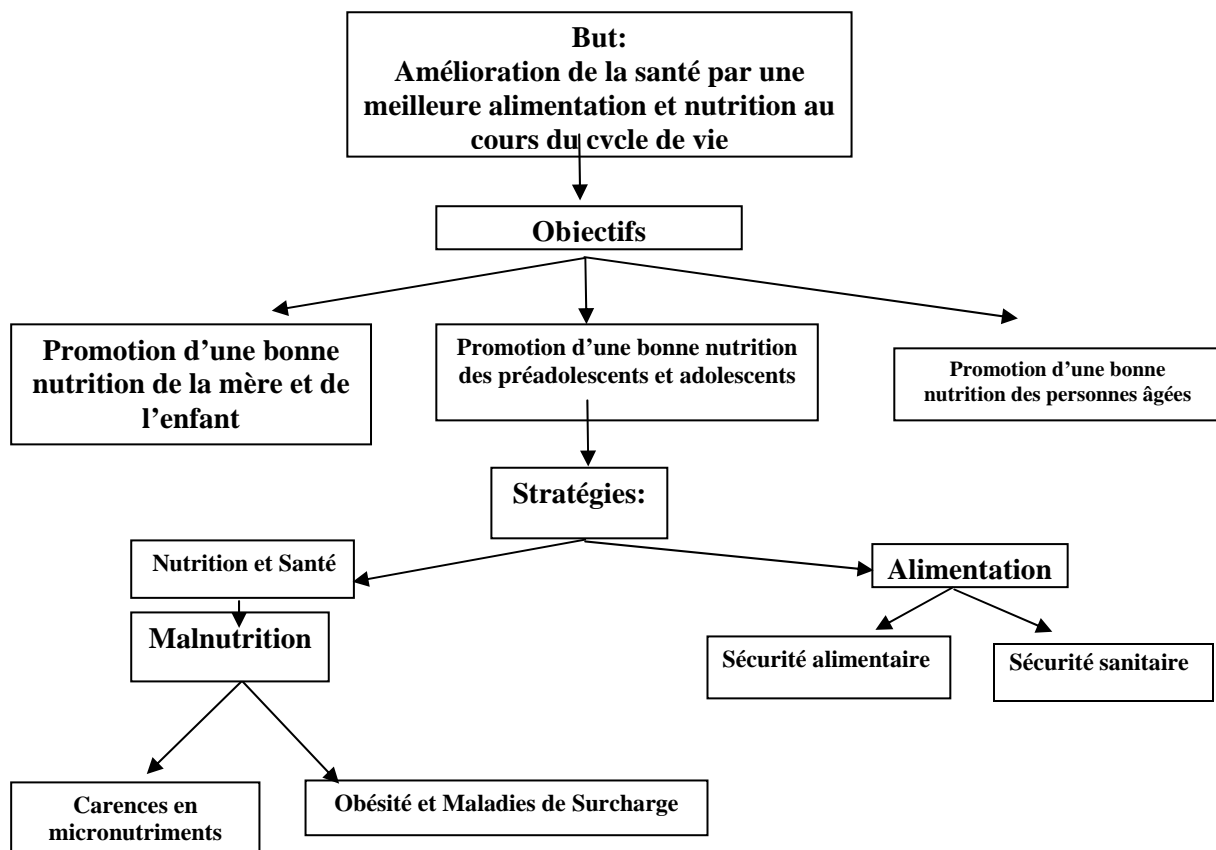 But:
Amélioration de la santé par une
meilleure alimentation et nutrition au
cours du cycle de vie
Objectifs
Promotion d’une bonne
nutrition de la mère et de
l’enfant
Promotion d’une bonne nutrition
des préadolescents et adolescents
Promotion d’une bonne
nutrition des personnes âgées
Stratégies:
Nutrition et Santé
Alimentation
Malnutrition
Sécurité alimentaire
Sécurité sanitaire
Carences en
micronutriments
Obésité et Maladies de Surcharge